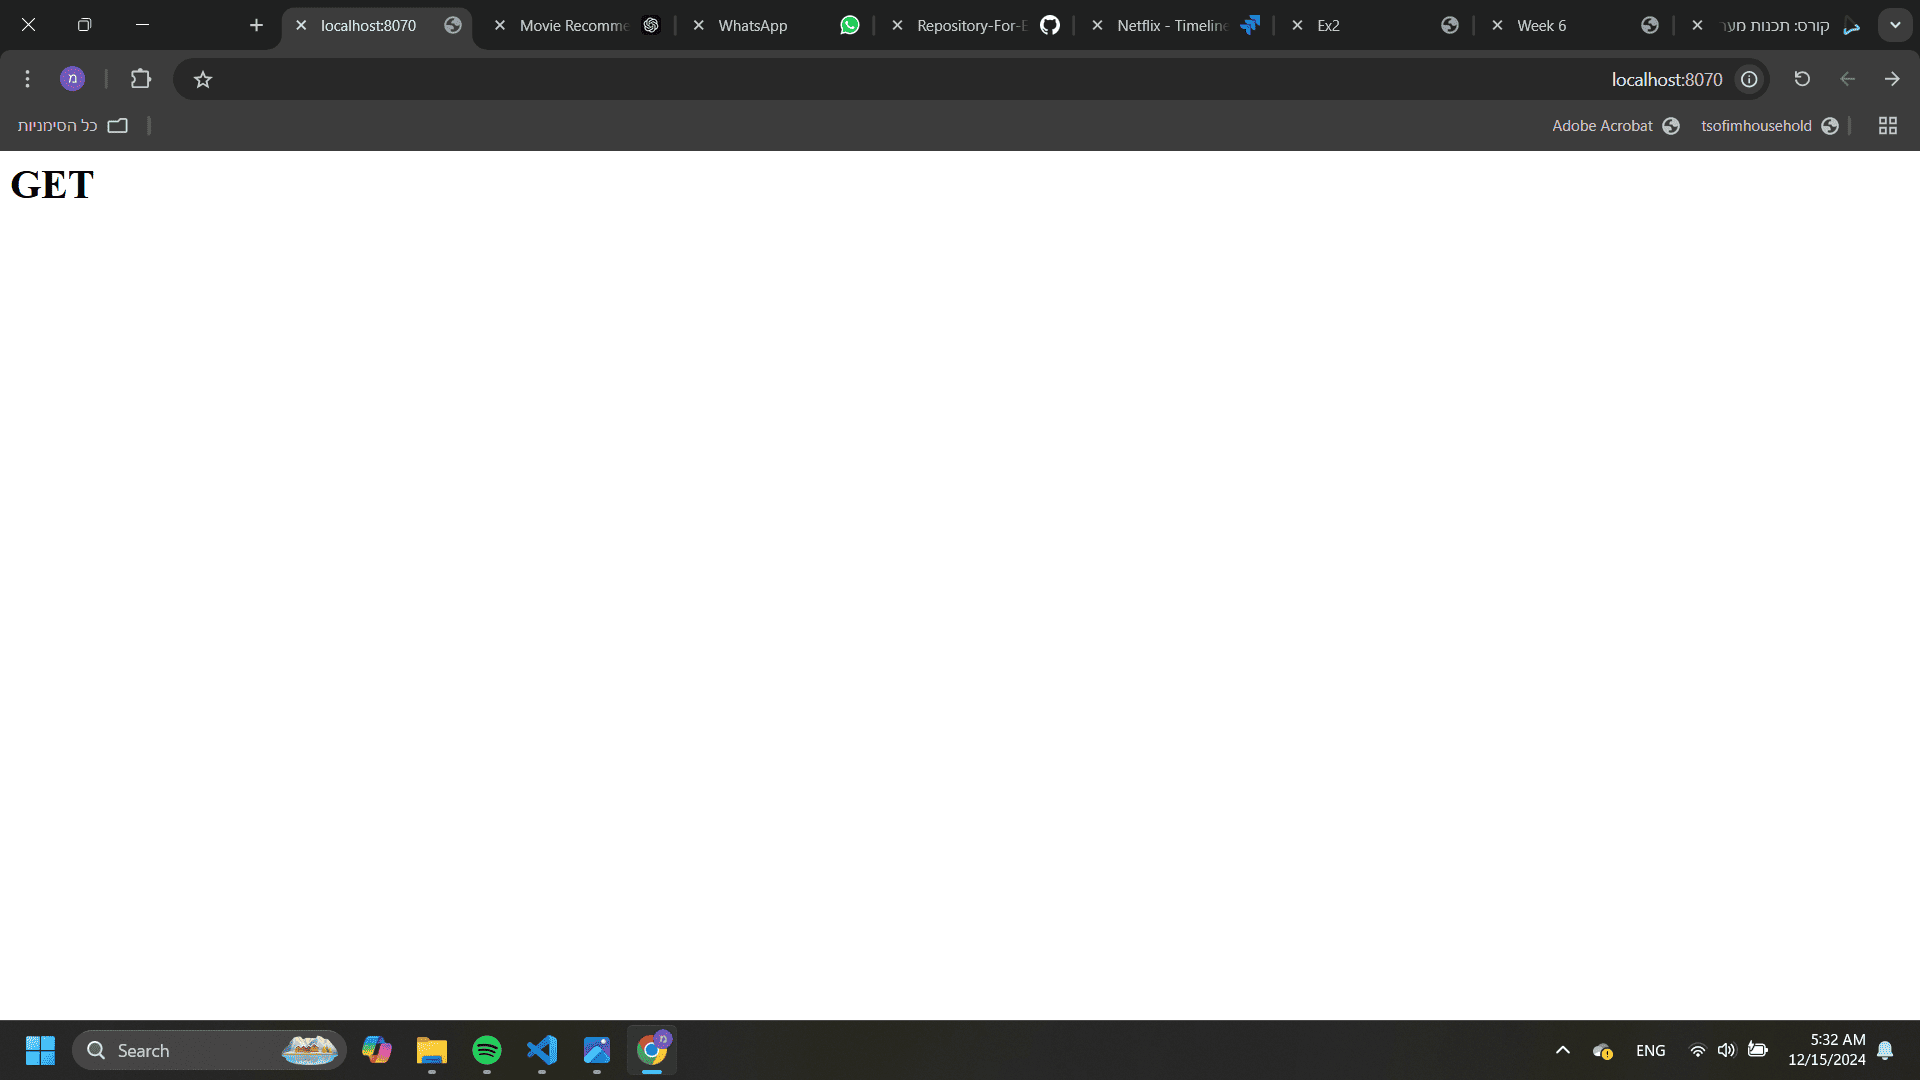 localhost:8070
Movie Recomme
WhatsApp
Repository-For-E
Netflix - Timeline
Ex2
Week 6
קורס: תכנות מער
מ
localhost:8070
כל הסימניות
Adobe Acrobat
tsofimhousehold
GET
Search
מ
ENG
5:32 AM
12/15/2024